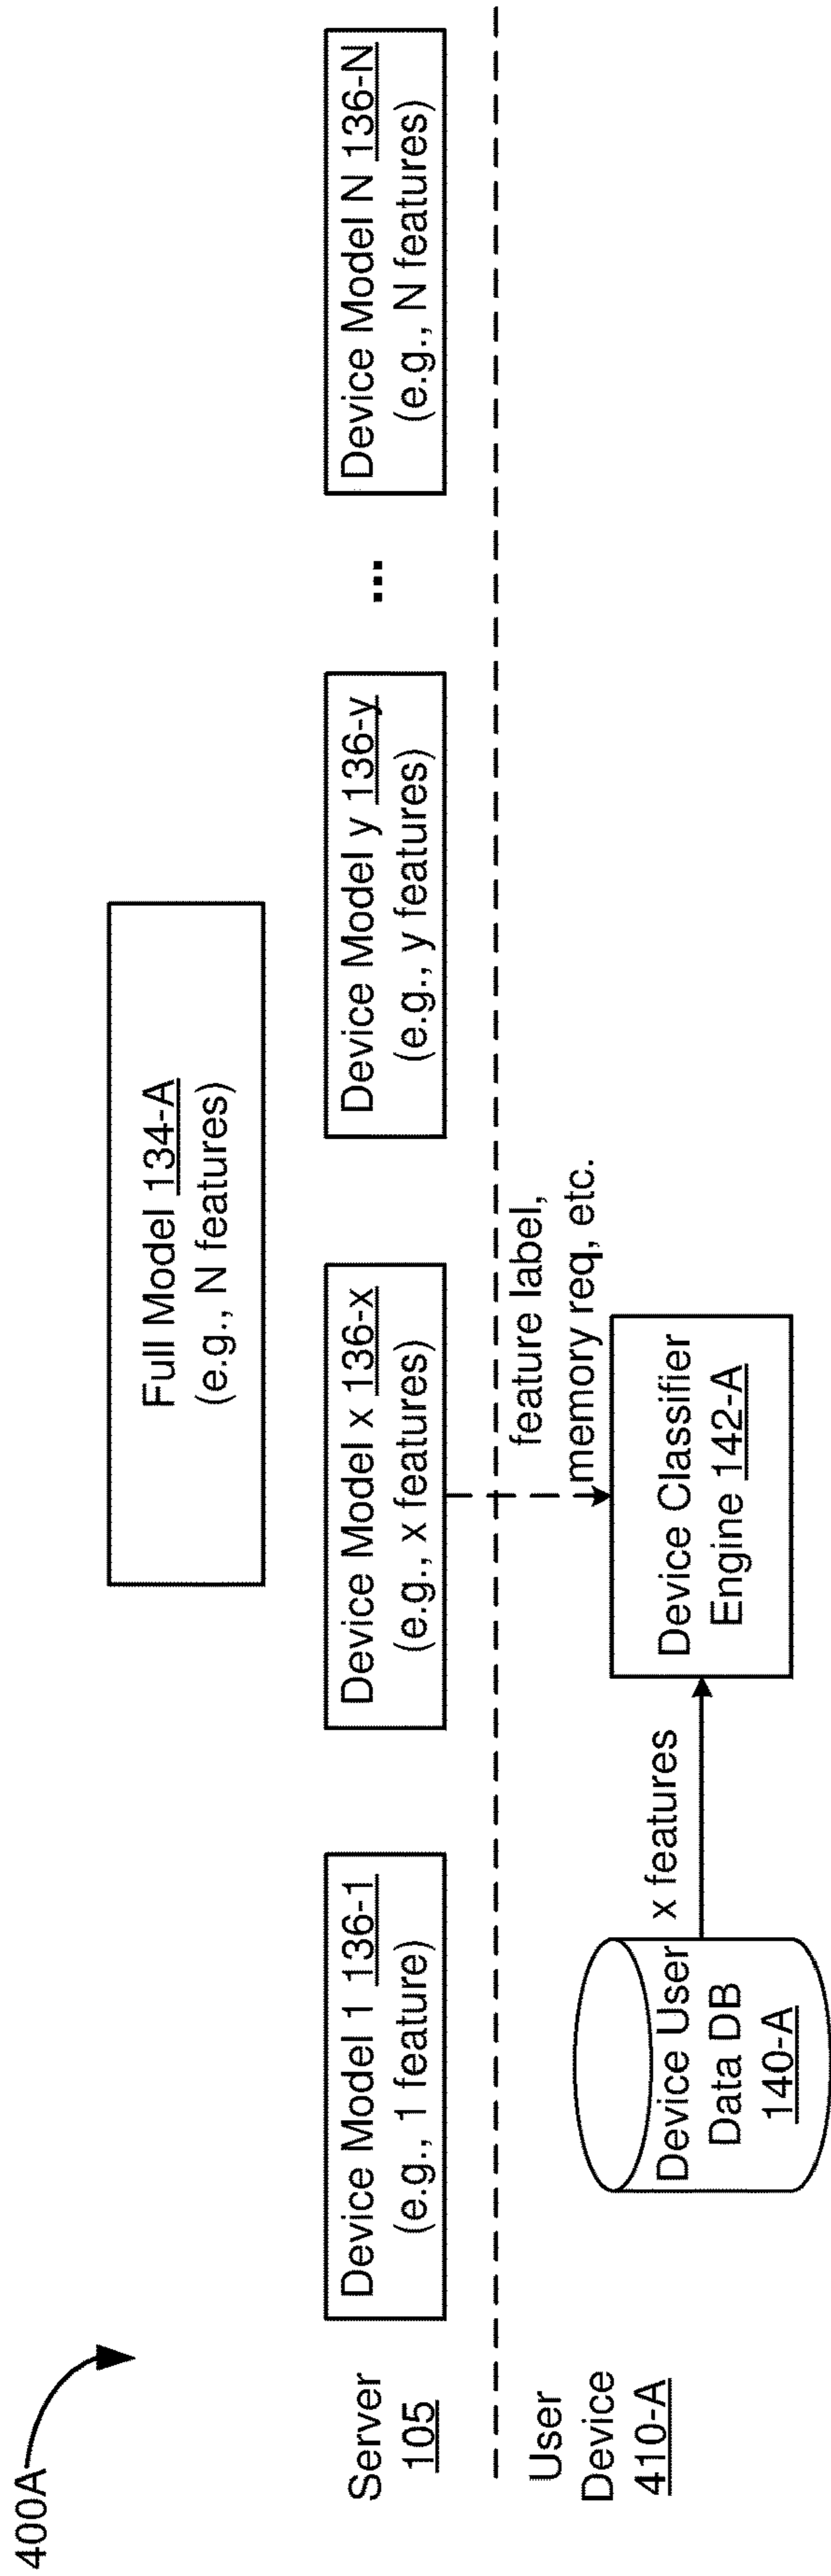 400A
Full Model 134-A
(e.g., N features)
Server
105
Device Model 1 136-1
(e.g., 1 feature)
Device Model x 136-x
(e.g., x features)
Device Model y 136-y
(e.g., y features)
...
Device Model N 136-N
(e.g., N features)
User
Device
410-A
feature label,
memory req, etc.
Device User
Data DB
140-A
x features
Device Classifier
Engine 142-A